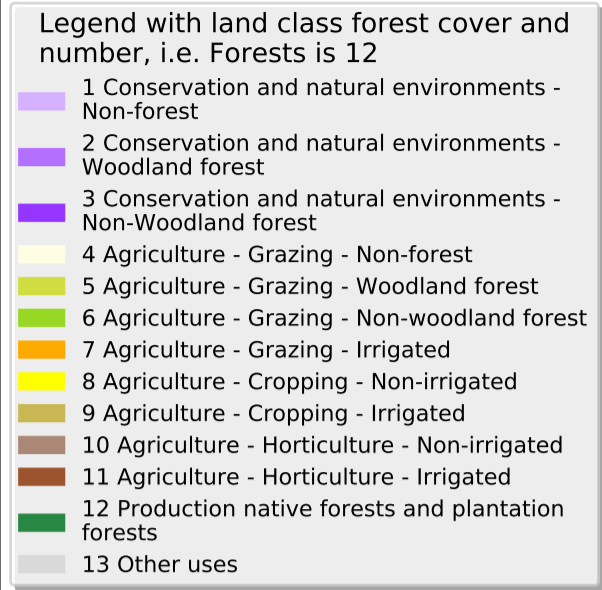 Legend with land class forest cover and
number, i.e. Forests is 12
1 Conservation and natural environments -
Non-forest
2 Conservation and natural environments -
Woodland forest
3 Conservation and natural environments -
Non-Woodland forest
4 Agriculture - Grazing - Non-forest
5 Agriculture - Grazing - Woodland forest
6 Agriculture - Grazing - Non-woodland forest
7 Agriculture - Grazing - Irrigated
8 Agriculture - Cropping - Non-irrigated
9 Agriculture - Cropping - Irrigated
10 Agriculture - Horticulture - Non-irrigated
11 Agriculture - Horticulture - Irrigated
12 Production native forests and plantation
forests
13 Other uses